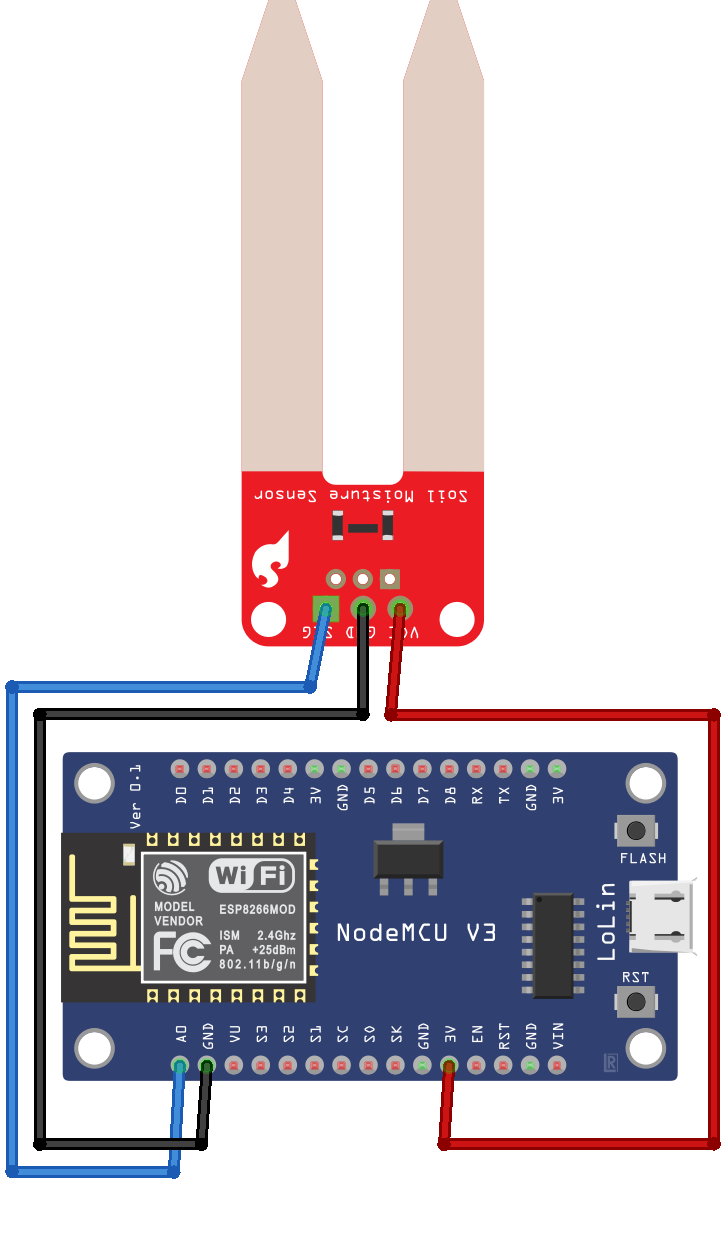 Soil Moisture Sensor
SIG GND VCC
Ver 0.1
D0 D1 D2 D3 D4 3V GND D5 D6 D7 D8 RX TX GND 3V
FLASH
WiFi
MODEL
VENDOR
ESP8266MOD
FC
ISM 2.4Ghz
PA +25dBm
802.11b/g/n
NodeMCU V3
LoLin
RST
A0 GND VU S3 S2 S1 SC S0 SK GND 3V EN RST GND VIN